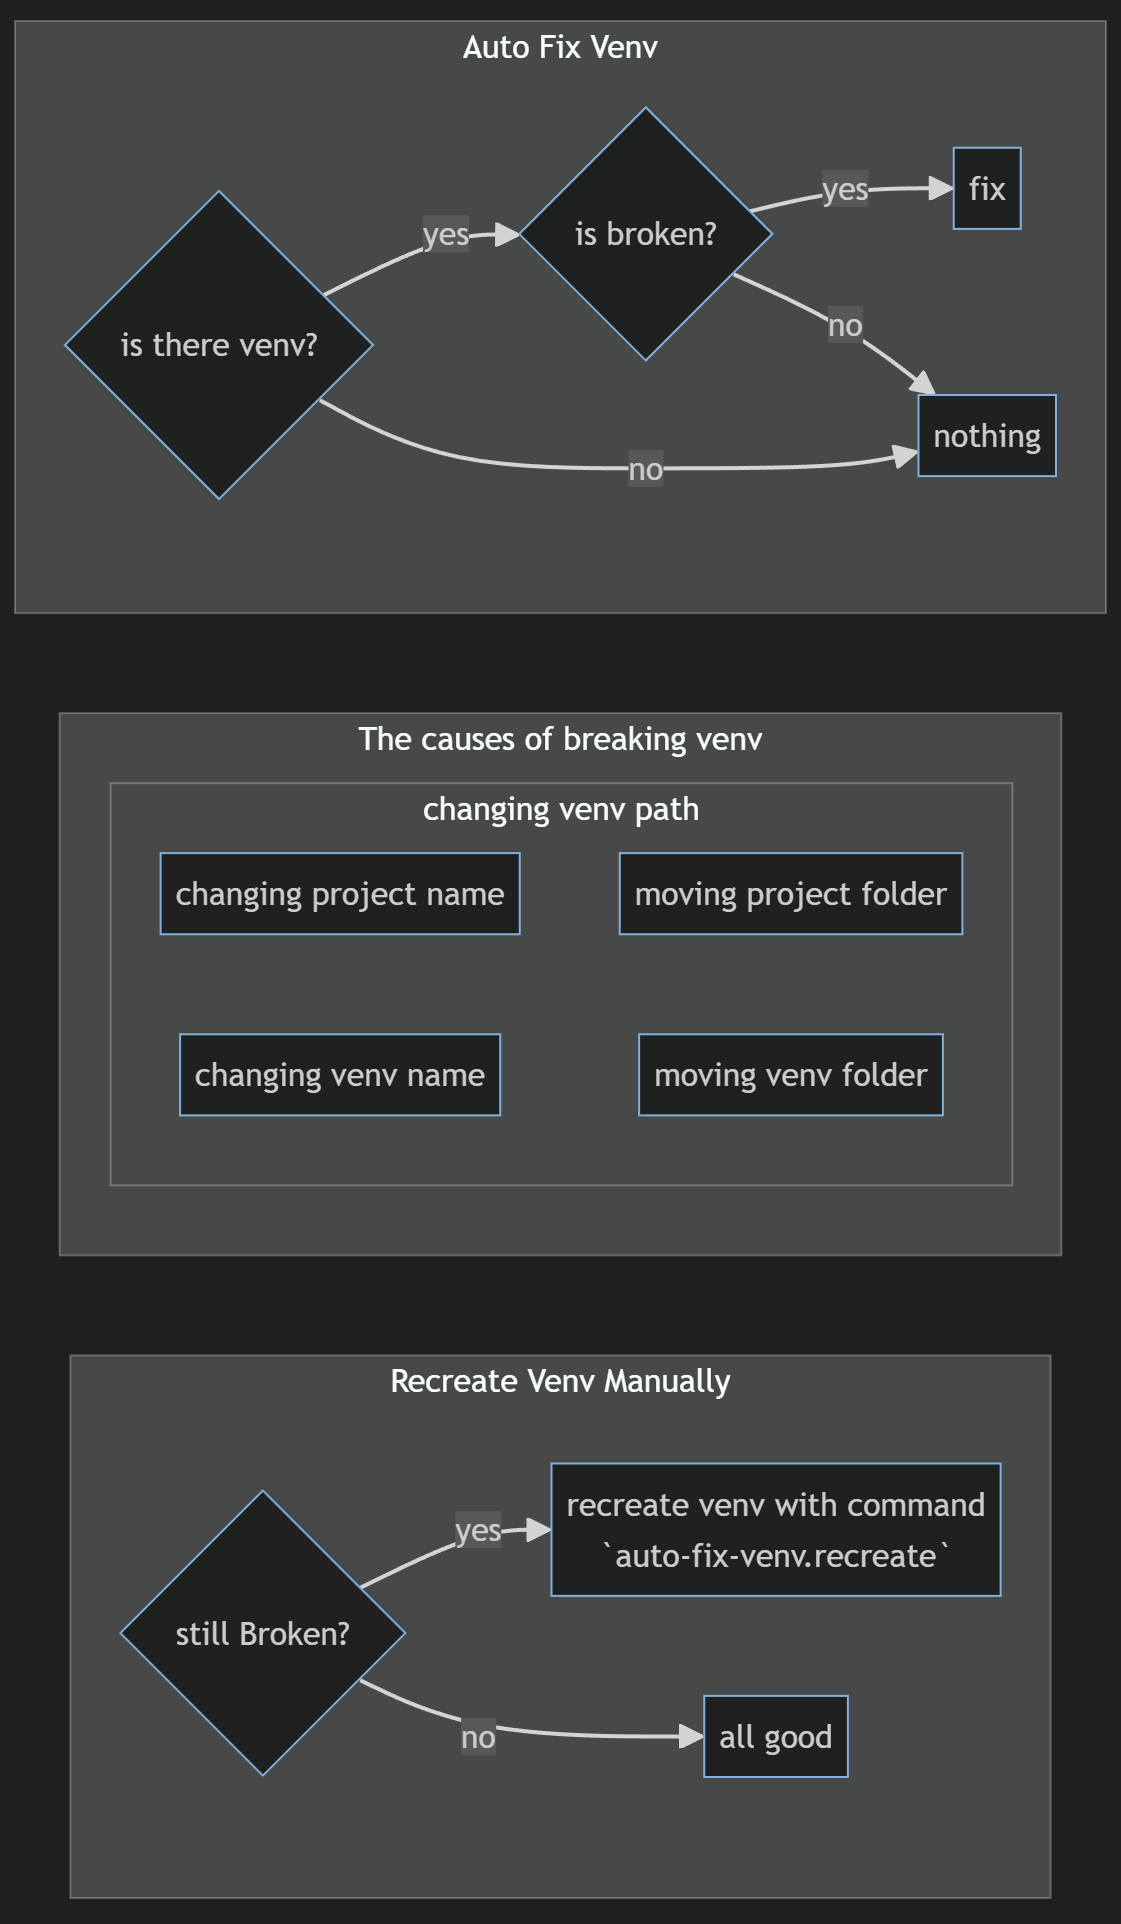 Auto Fix Venv
is there venv?
yes
is broken?
yes
fix
no
nothing
no
The causes of breaking venv
changing venv path
changing project name
moving project folder
changing venv name
moving venv folder
Recreate Venv Manually
still Broken?
yes
recreate venv with command
`auto-fix-venv.recreate`
no
all good